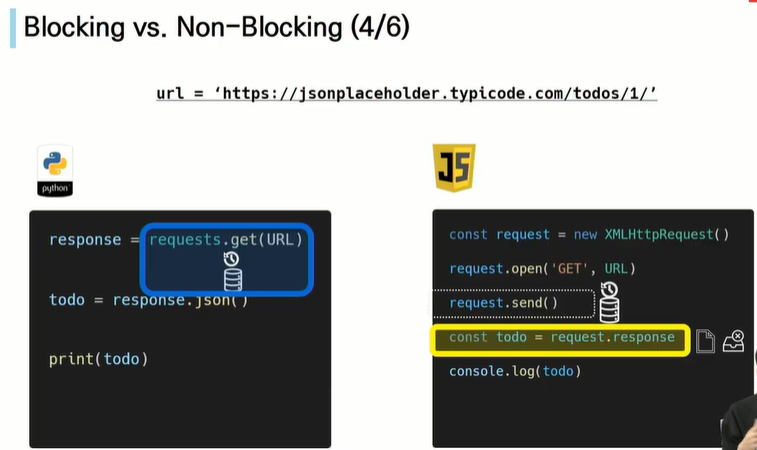 Blocking vs. Non-Blocking (4/6)
url = ‘https://jsonplaceholder.typicode.com/todos/1/’
python
JS
response = requests.get(URL)
todo = response.json()
print(todo)
const request = new XMLHttpRequest()
request.open('GET', URL)
request.send()
const todo = request.response
console.log(todo)